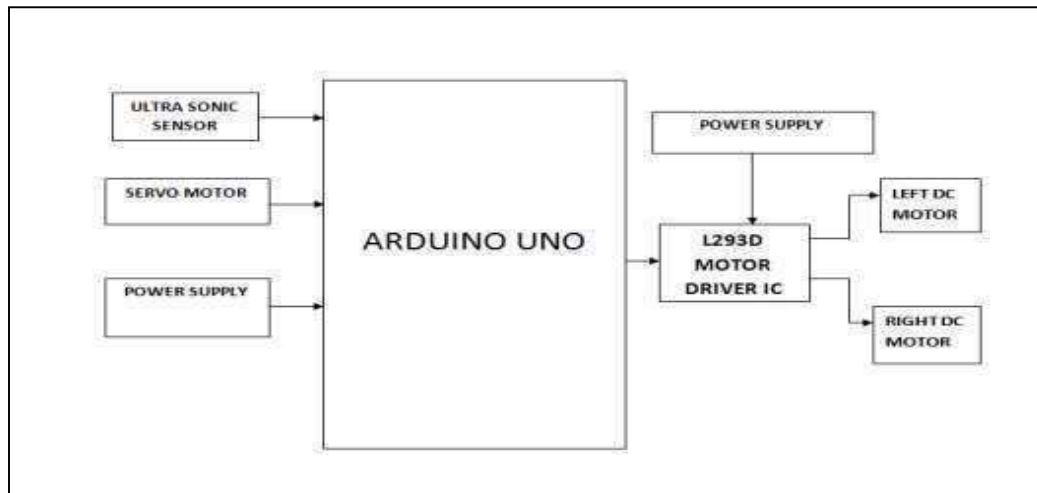 ULTRA SONIC
SENSOR
SERVO MOTOR
POWER SUPPLY
ARDUINO UNO
POWER SUPPLY
L293D
MOTOR
DRIVER IC
LEFT DC
MOTOR
RIGHT DC
MOTOR